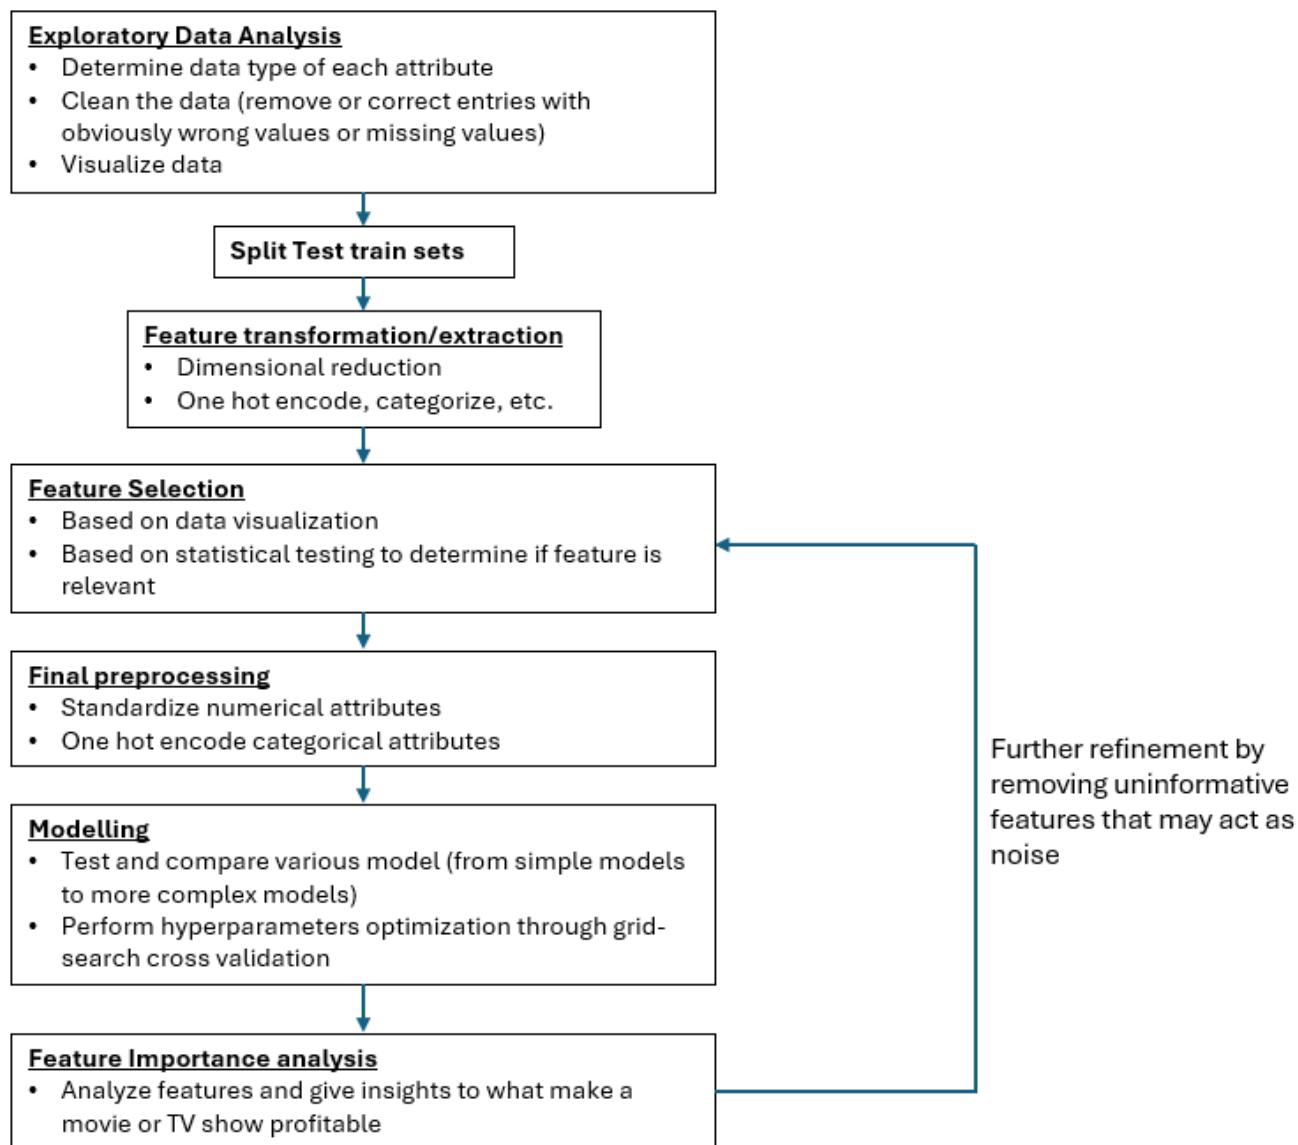 Exploratory Data Analysis
• Determine data type of each attribute
• Clean the data (remove or correct entries with
obviously wrong values or missing values)
• Visualize data
Split Test train sets
Feature transformation/extraction
• Dimensional reduction
• One hot encode, categorize, etc.
Feature Selection
• Based on data visualization
• Based on statistical testing to determine if feature is
relevant
Final preprocessing
• Standardize numerical attributes
• One hot encode categorical attributes
Modelling
• Test and compare various model (from simple models
to more complex models)
• Perform hyperparameters optimization through grid-
search cross validation
Feature Importance analysis
• Analyze features and give insights to what make a
movie or TV show profitable
Further refinement by
removing uninformative
features that may act as
noise